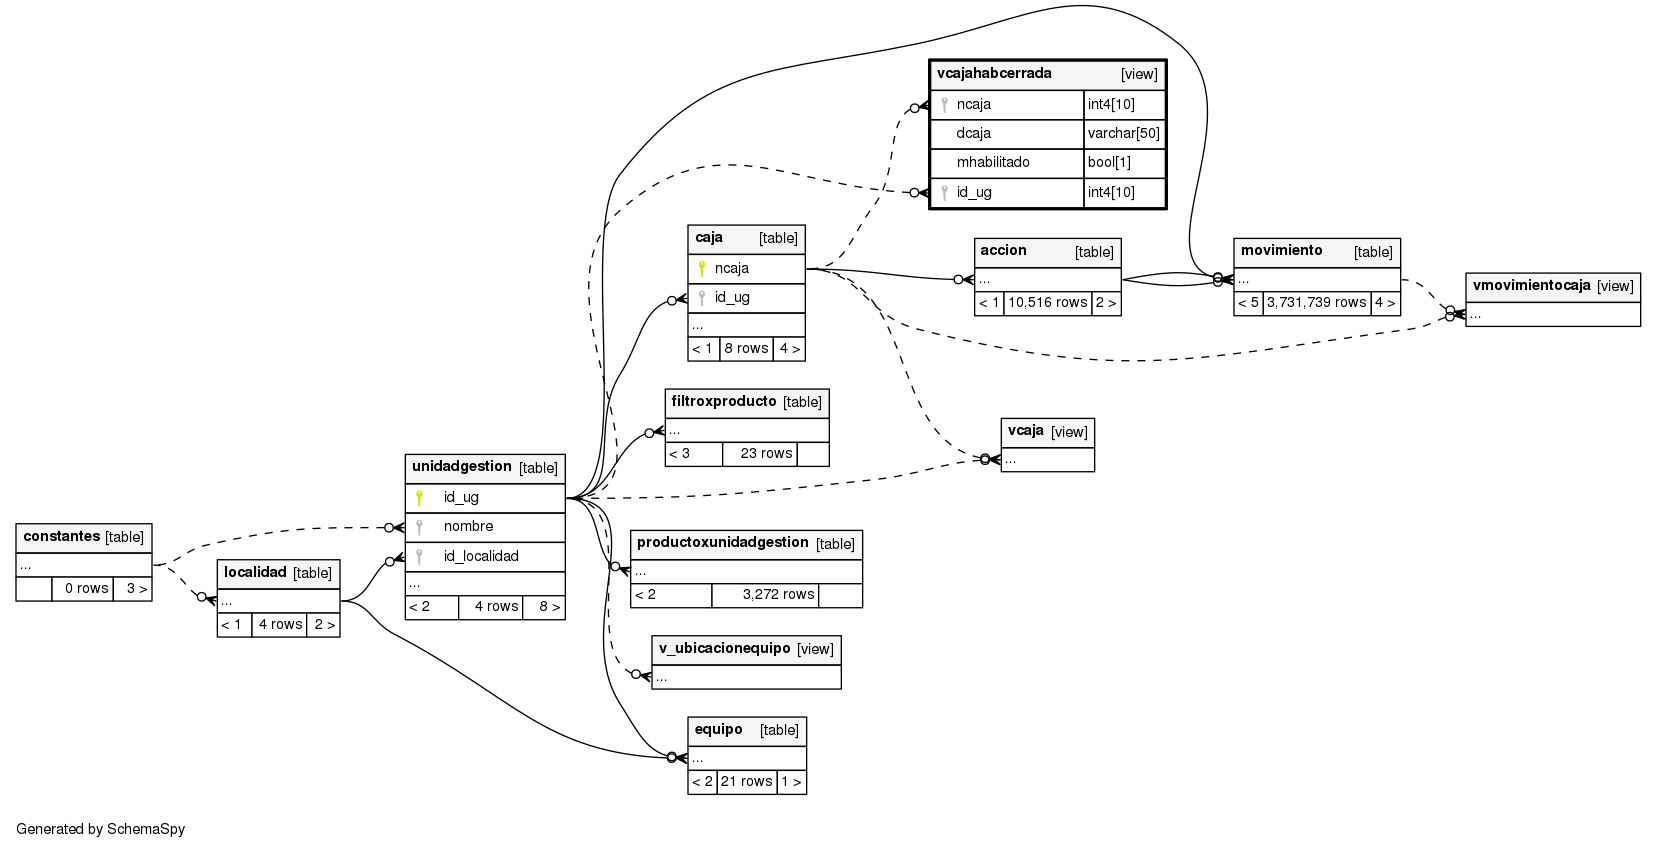 vcajahabcerrada [view]
ncaja int4[10]
dcaja varchar[50]
mhabilitado bool[1]
id_ug int4[10]
caja [table]
ncaja
id_ug
...
< 1 8 rows 4 >
accion [table]
...
< 1 10,516 rows 2 >
movimiento [table]
...
< 5 3,731,739 rows 4 >
vmovimientocaja [view]
...
filtroxproducto [table]
...
< 3 23 rows
vcaja [view]
...
unidadgestion [table]
id_ug
nombre
id_localidad
...
< 2 4 rows 8 >
constantes [table]
...
0 rows 3 >
localidad [table]
...
< 1 4 rows 2 >
productoxunidadgestion [table]
...
< 2 3,272 rows
v_ubicacionequipo [view]
...
equipo [table]
...
< 2 21 rows 1 >
Generated by SchemaSpy